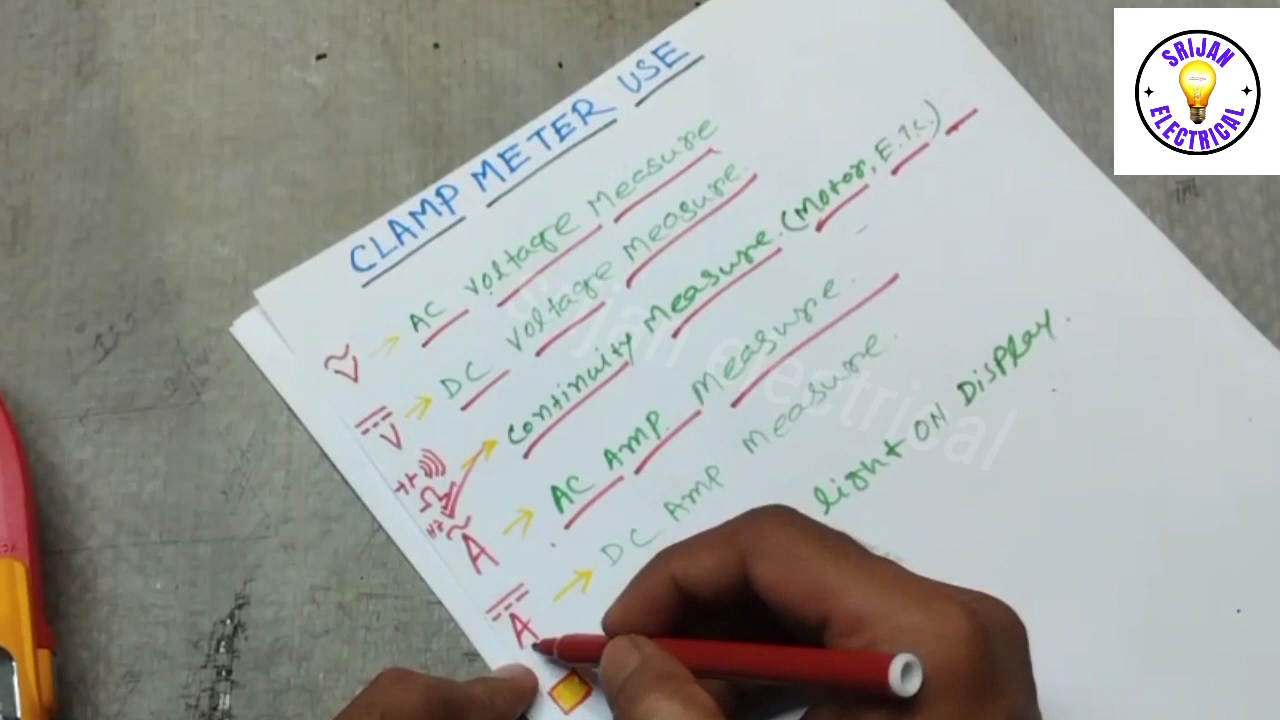 CLAMP METER USE
Ṽ → AC voltage Measure
V → DC voltage Measure.
→ Continuity Measure. (Motor, E.T.C.)
Ã → AC AMP. Measure.
A → DC AMP Measure.
light ON DISPLAY.
srijan electrical
SRIJAN
ELECTRICAL